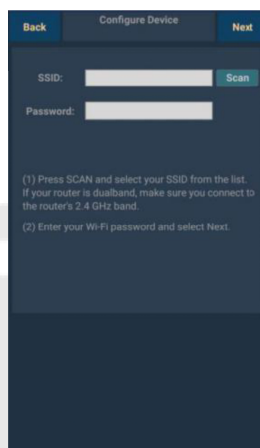 Back
Configure Device
Next
SSID:
Scan
Password:
(1) Press SCAN and select your SSID from the list.
If your router is dualband, make sure you connect to
the router's 2.4 GHz band.
(2) Enter your Wi-Fi password and select Next.